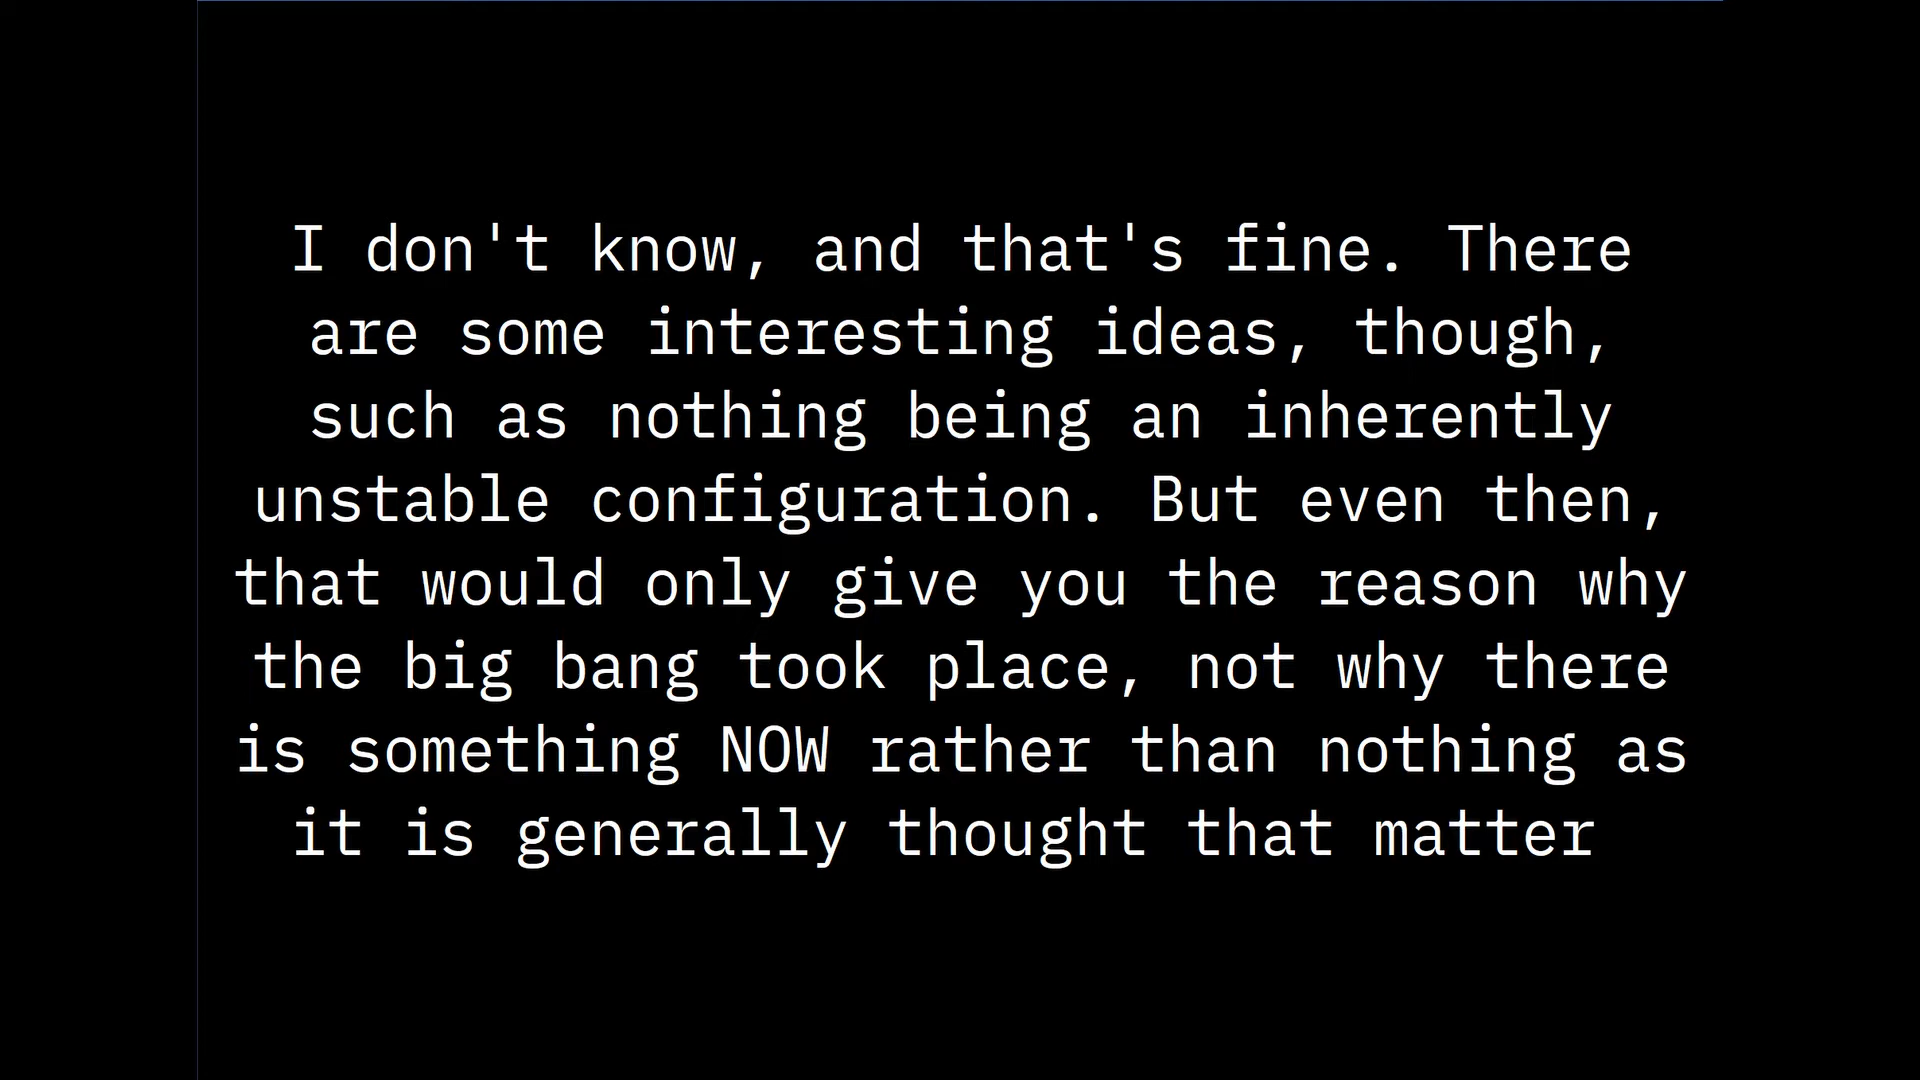 I don't know, and that's fine. There
are some interesting ideas, though,
such as nothing being an inherently
unstable configuration. But even then,
that would only give you the reason why
the big bang took place, not why there
is something NOW rather than nothing as
it is generally thought that matter